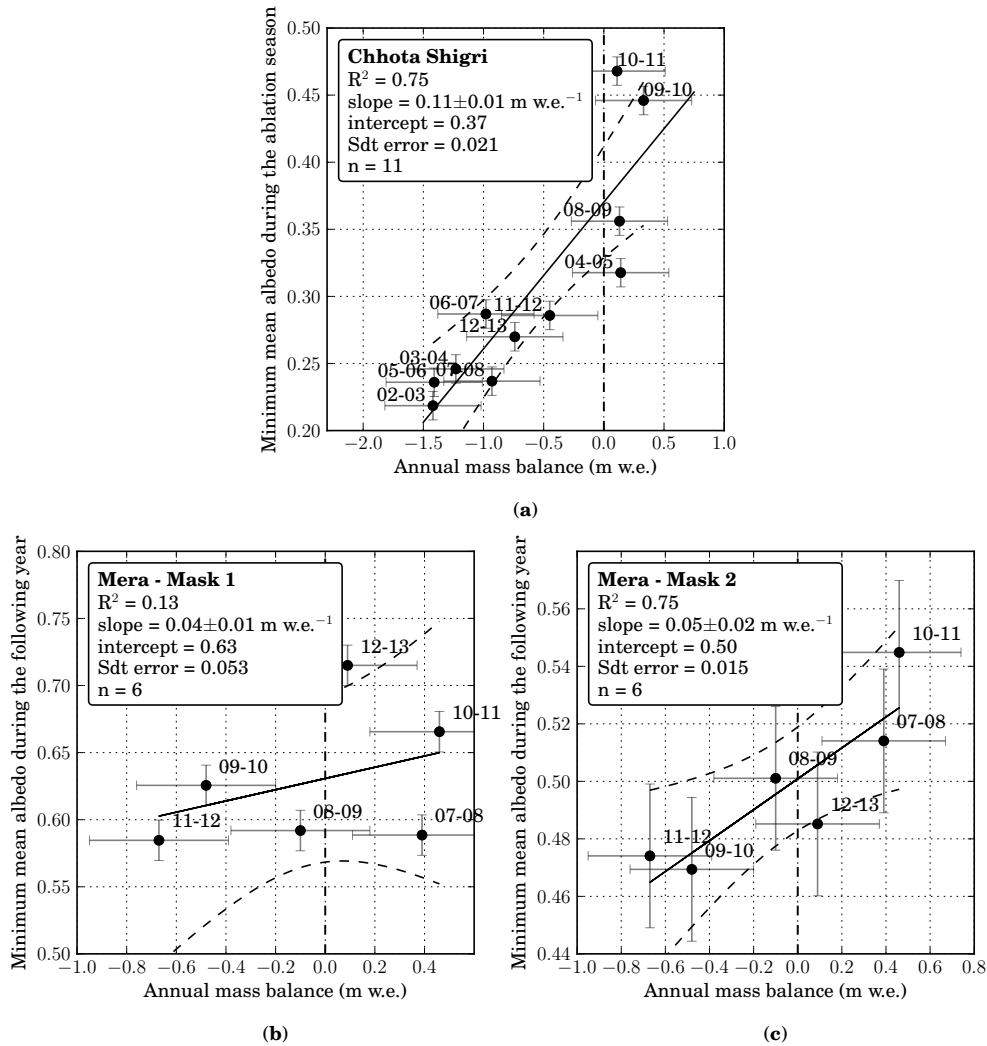 Minimum mean albedo during the ablation season
0.50
0.45
0.40
0.35
0.30
0.25
0.20
Chhota Shigri
R² = 0.75
slope = 0.11±0.01 m w.e.⁻¹
intercept = 0.37
Sdt error = 0.021
n = 11
10-11
09-10
08-09
04-05
06-07
11-12
12-13
03-04
05-06
07-08
02-03
−2.0 −1.5 −1.0 −0.5 0.0 0.5 1.0
Annual mass balance (m w.e.)
(a)
Minimum mean albedo during the following year
0.80
0.75
0.70
0.65
0.60
0.55
0.50
Mera - Mask 1
R² = 0.13
slope = 0.04±0.01 m w.e.⁻¹
intercept = 0.63
Sdt error = 0.053
n = 6
12-13
10-11
09-10
11-12
08-09
07-08
−1.0 −0.8 −0.6 −0.4 −0.2 0.0 0.2 0.4
Annual mass balance (m w.e.)
(b)
Minimum mean albedo during the following year
0.56
0.54
0.52
0.50
0.48
0.46
0.44
Mera - Mask 2
R² = 0.75
slope = 0.05±0.02 m w.e.⁻¹
intercept = 0.50
Sdt error = 0.015
n = 6
10-11
07-08
08-09
12-13
11-12
09-10
−1.0 −0.8 −0.6 −0.4 −0.2 0.0 0.2 0.4 0.6 0.8
Annual mass balance (m w.e.)
(c)